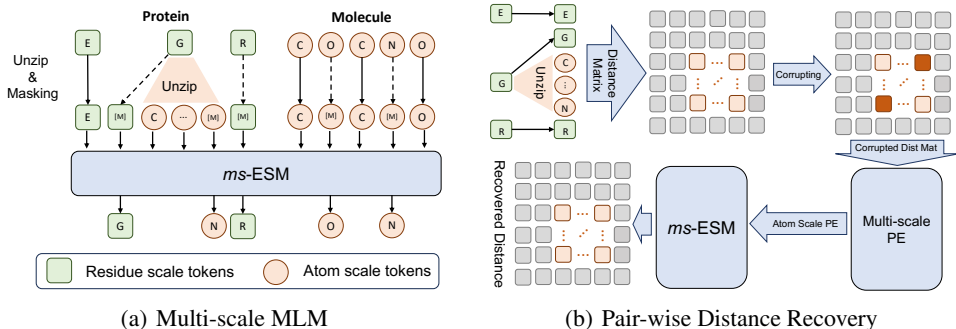 Protein
Molecule
Unzip
&
Masking
E G R C O C N O
Unzip
E [M] C ... [M] [M] C [M] C [M] O
ms-ESM
G N R O N
Residue scale tokens Atom scale tokens
(a) Multi-scale MLM
E E
G
G Unzip C
⋮
N
R R
Distance
Matrix
Corrupting
Corrupted Dist Mat
Multi-scale
PE
Atom Scale PE
ms-ESM
Recovered Distance
(b) Pair-wise Distance Recovery